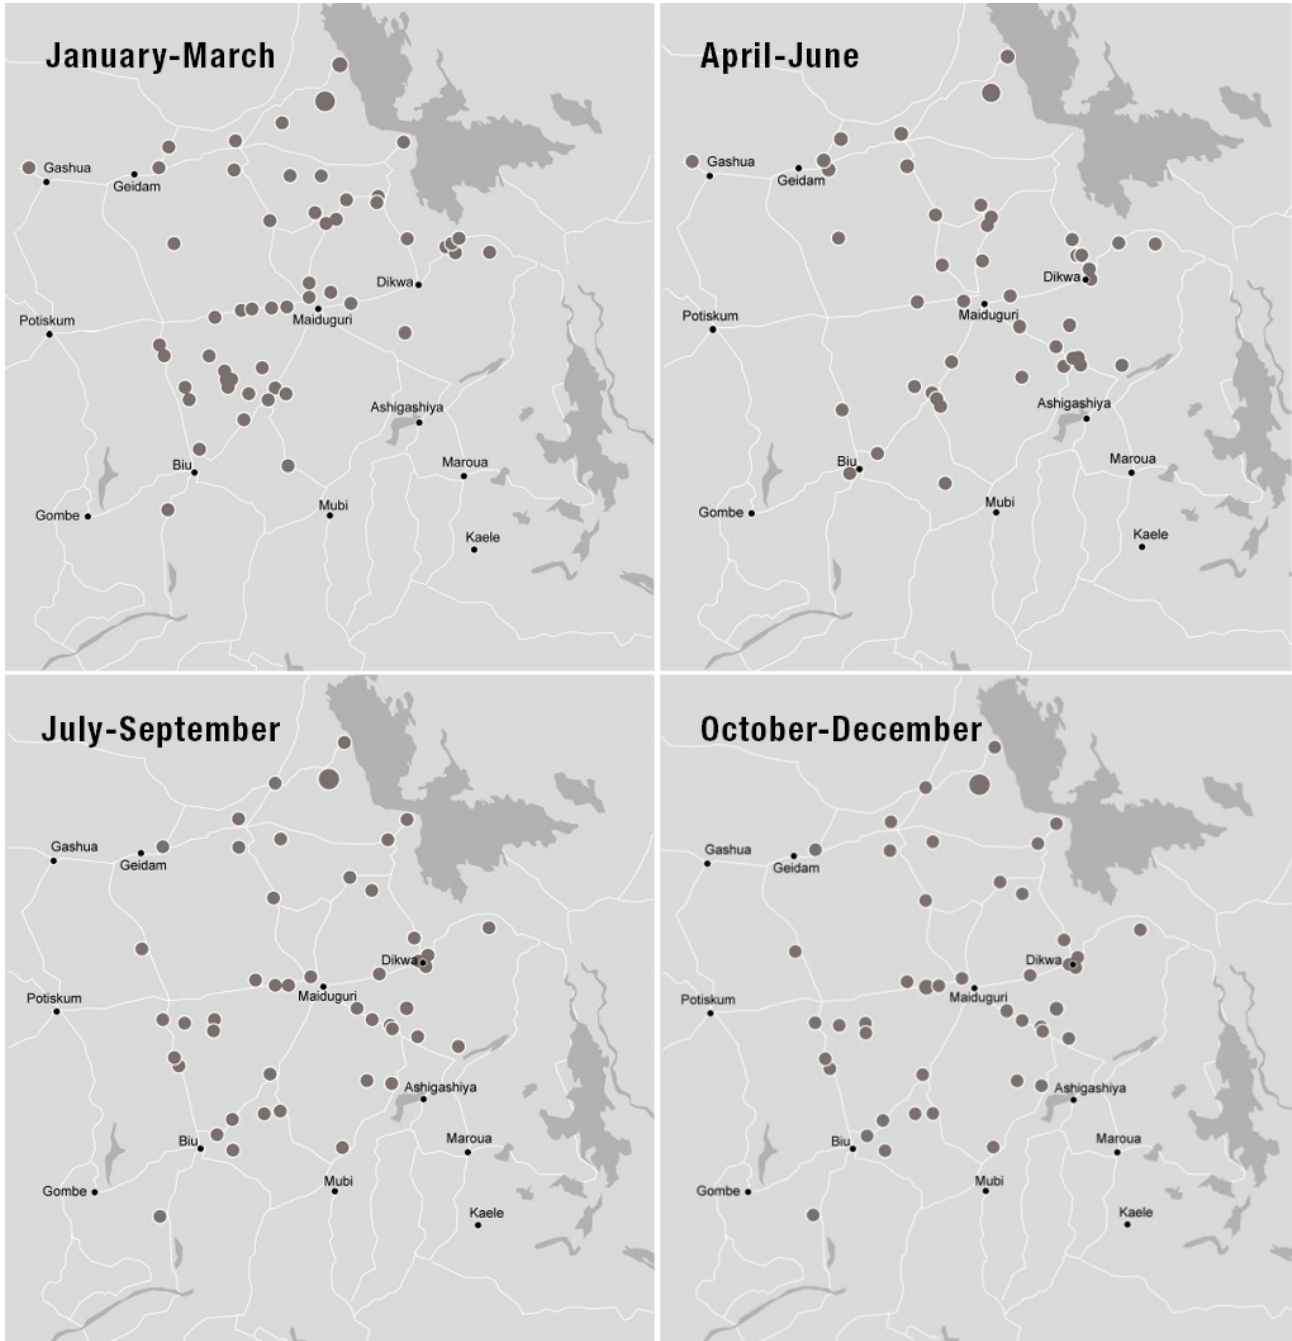 January-March
Gashua
Geidam
Dikwa
Maiduguri
Potiskum
Ashigashiya
Biu
Maroua
Gombe
Mubi
Kaele
April-June
Gashua
Geidam
Dikwa
Maiduguri
Potiskum
Ashigashiya
Biu
Maroua
Gombe
Mubi
Kaele
July-September
Gashua
Geidam
Dikwa
Maiduguri
Potiskum
Ashigashiya
Biu
Maroua
Gombe
Mubi
Kaele
October-December
Gashua
Geidam
Dikwa
Maiduguri
Potiskum
Ashigashiya
Biu
Maroua
Gombe
Mubi
Kaele